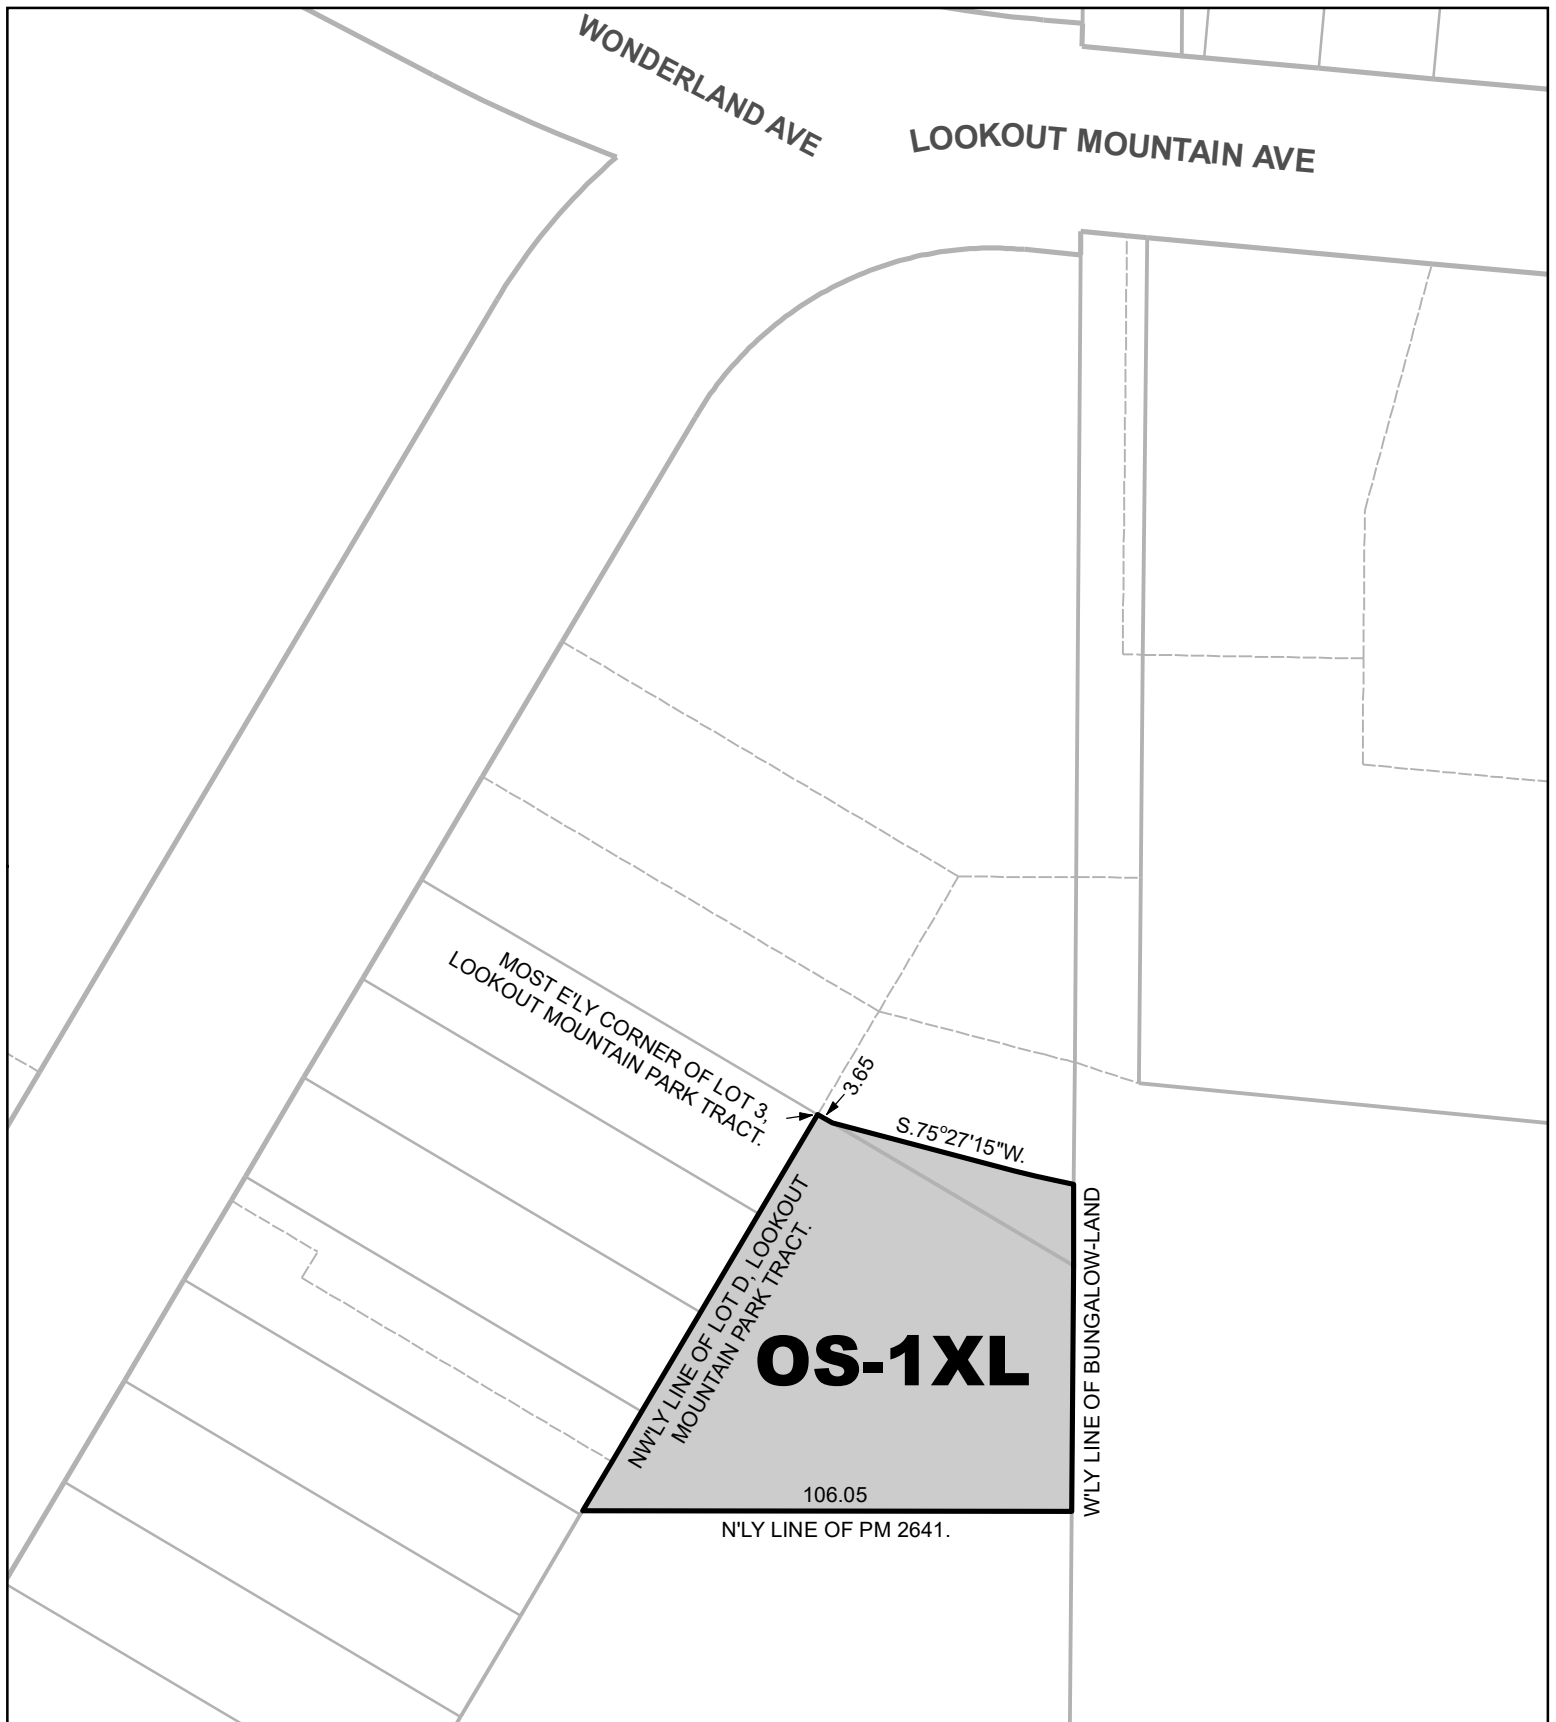 WONDERLAND AVE
LOOKOUT MOUNTAIN AVE
MOST E'LY CORNER OF LOT 3,
LOOKOUT MOUNTAIN PARK TRACT.
3.65
S.75°27'15"W.
NW'LY LINE OF LOT D, LOOKOUT
MOUNTAIN PARK TRACT.
OS-1XL
W'LY LINE OF BUNGALOW-LAND
106.05
N'LY LINE OF PM 2641.